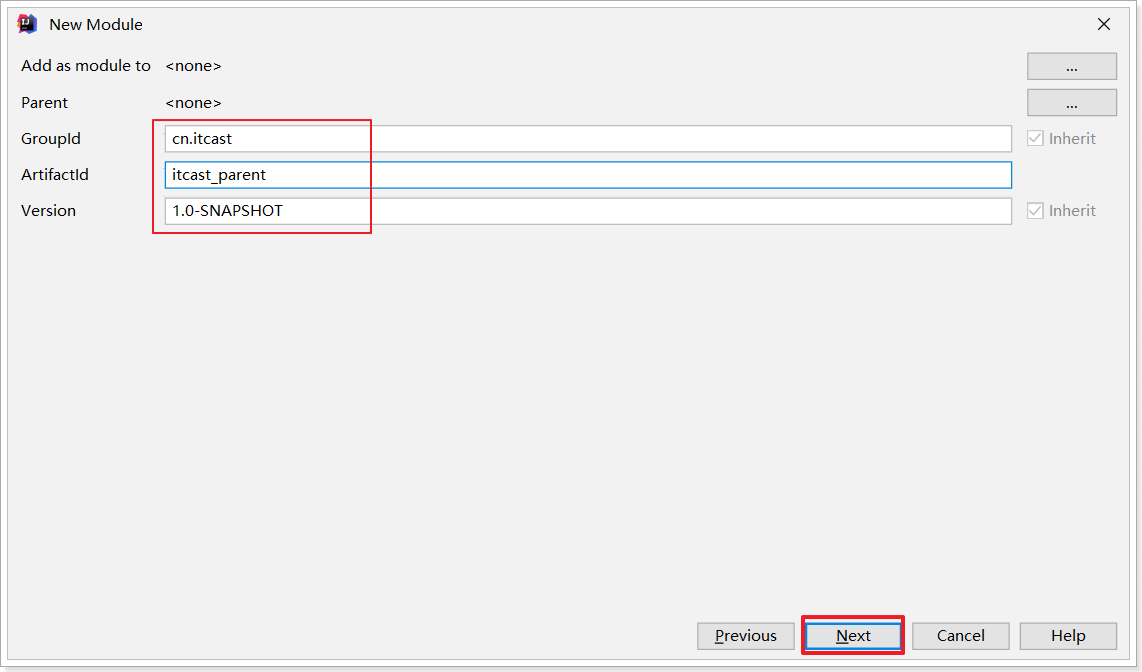 New Module
Add as module to <none> ...
Parent <none> ...
GroupId cn.itcast Inherit
ArtifactId itcast_parent
Version 1.0-SNAPSHOT Inherit
Previous Next Cancel Help